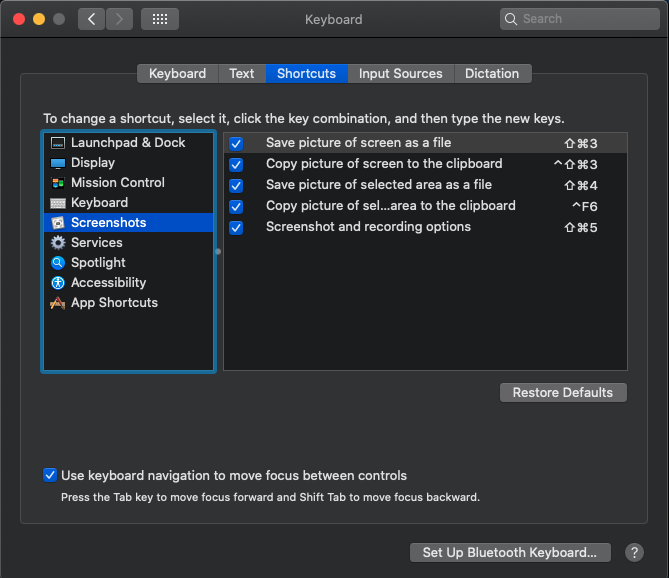 Keyboard
Search
Keyboard Text Shortcuts Input Sources Dictation
To change a shortcut, select it, click the key combination, and then type the new keys.
Launchpad & Dock
Display
Mission Control
Keyboard
Screenshots
Services
Spotlight
Accessibility
App Shortcuts
Save picture of screen as a file ⇧⌘3
Copy picture of screen to the clipboard ^⇧⌘3
Save picture of selected area as a file ⇧⌘4
Copy picture of sel...area to the clipboard ^F6
Screenshot and recording options ⇧⌘5
Restore Defaults
Use keyboard navigation to move focus between controls
Press the Tab key to move focus forward and Shift Tab to move focus backward.
Set Up Bluetooth Keyboard... ?